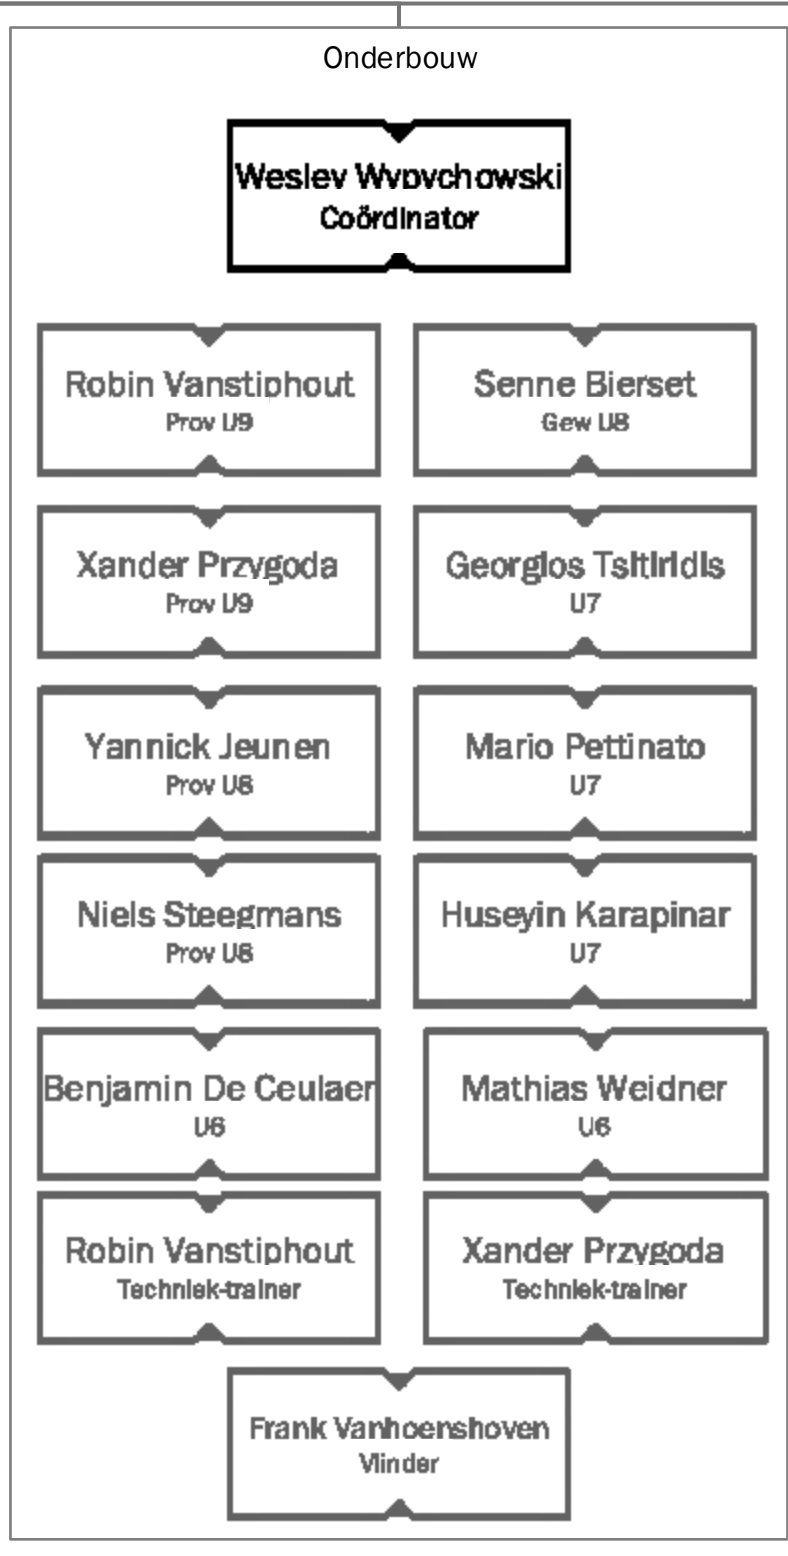 Onderbouw
Wesley Wypychowski
Coördinator
Robin Vanstiphout
Prov U9
Senne Bierset
Gew U8
Xander Przygoda
Prov U9
Georgios Tsitiridis
U7
Yannick Jeunen
Prov U8
Mario Pettinato
U7
Niels Steegmans
Prov U8
Huseyin Karapinar
U7
Benjamin De Ceulaer
U6
Mathias Weidner
U6
Robin Vanstiphout
Techniek-trainer
Xander Przygoda
Techniek-trainer
Frank Vanhoenshoven
Vlinder